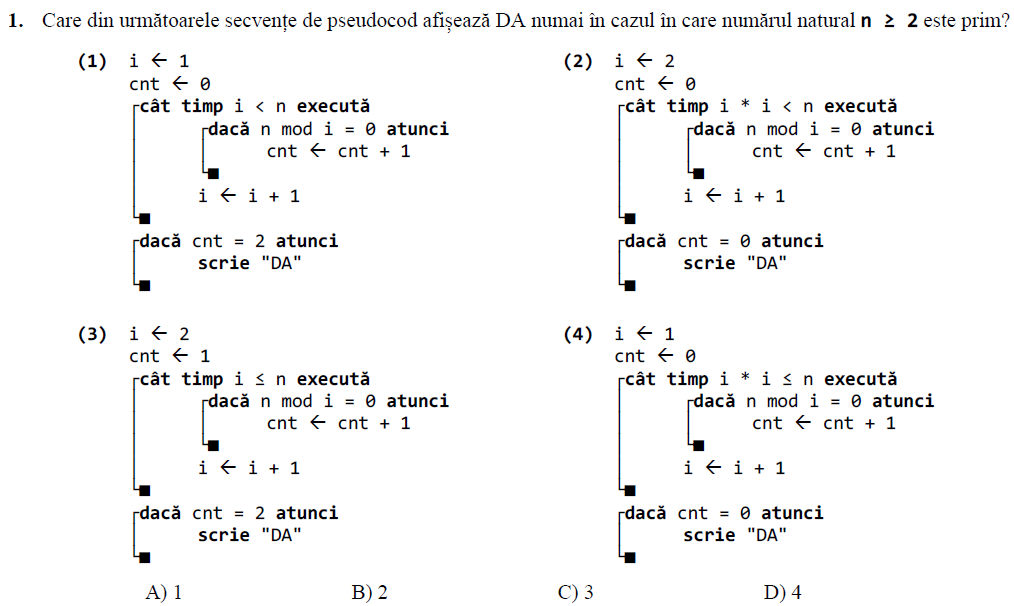 1. Care din următoarele secvențe de pseudocod afișează DA numai în cazul în care numărul natural n ≥ 2 este prim?
(1) i ← 1
cnt ← 0
cât timp i < n execută
dacă n mod i = 0 atunci
cnt ← cnt + 1
■
i ← i + 1
■
dacă cnt = 2 atunci
scrie "DA"
■
(2) i ← 2
cnt ← 0
cât timp i * i < n execută
dacă n mod i = 0 atunci
cnt ← cnt + 1
■
i ← i + 1
■
dacă cnt = 0 atunci
scrie "DA"
■
(3) i ← 2
cnt ← 1
cât timp i ≤ n execută
dacă n mod i = 0 atunci
cnt ← cnt + 1
■
i ← i + 1
■
dacă cnt = 2 atunci
scrie "DA"
■
(4) i ← 1
cnt ← 0
cât timp i * i ≤ n execută
dacă n mod i = 0 atunci
cnt ← cnt + 1
■
i ← i + 1
■
dacă cnt = 0 atunci
scrie "DA"
■
A) 1 B) 2 C) 3 D) 4